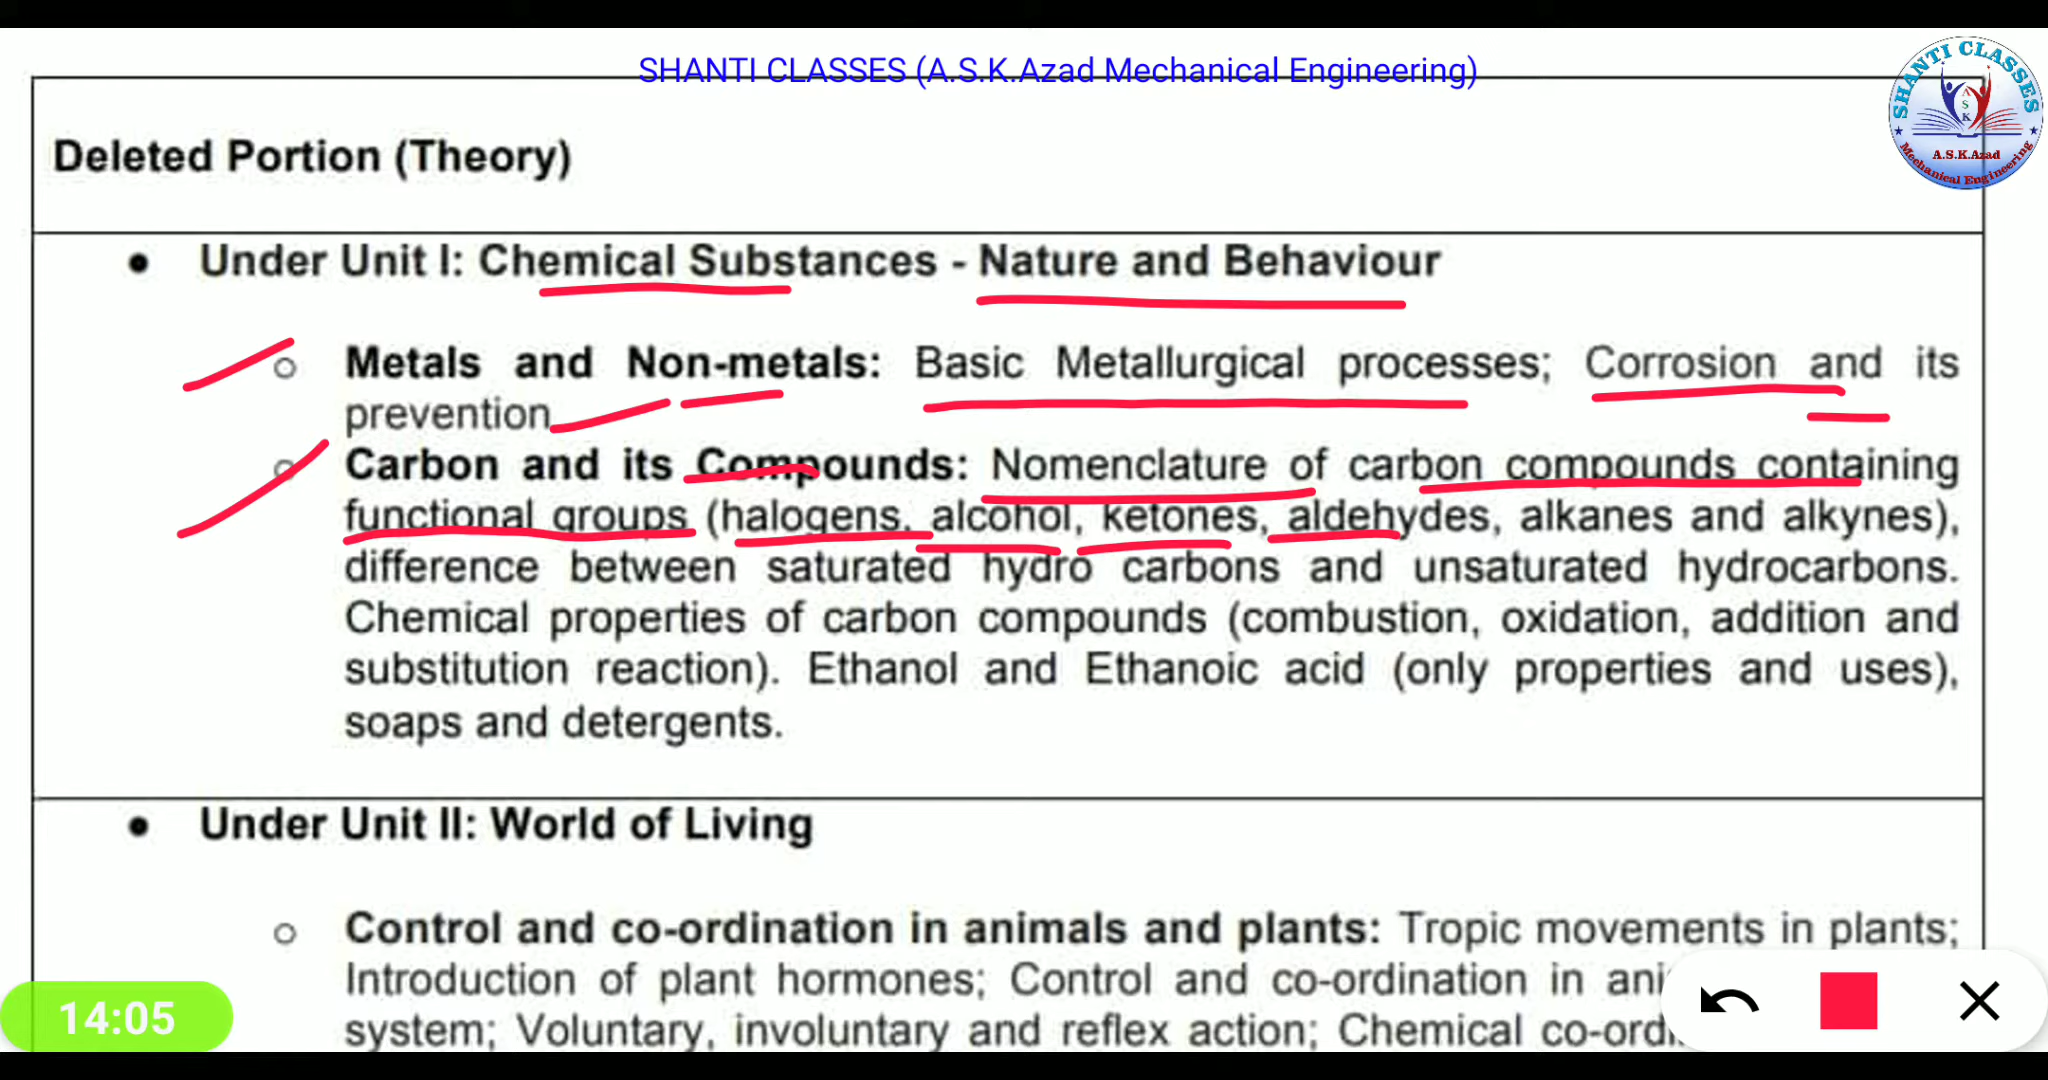 SHANTI CLASSES (A.S.K.Azad Mechanical Engineering)
SHANTI CLASSES
A
S
K
A.S.K.Azad
Mechanical Engineering
Deleted Portion (Theory)
● Under Unit I: Chemical Substances - Nature and Behaviour
○ Metals and Non-metals: Basic Metallurgical processes; Corrosion and its
prevention
○ Carbon and its Compounds: Nomenclature of carbon compounds containing
functional groups (halogens, alcohol, ketones, aldehydes, alkanes and alkynes),
difference between saturated hydro carbons and unsaturated hydrocarbons.
Chemical properties of carbon compounds (combustion, oxidation, addition and
substitution reaction). Ethanol and Ethanoic acid (only properties and uses),
soaps and detergents.
● Under Unit II: World of Living
○ Control and co-ordination in animals and plants: Tropic movements in plants;
Introduction of plant hormones; Control and co-ordination in
system; Voluntary, involuntary and reflex action; Chemical
14:05